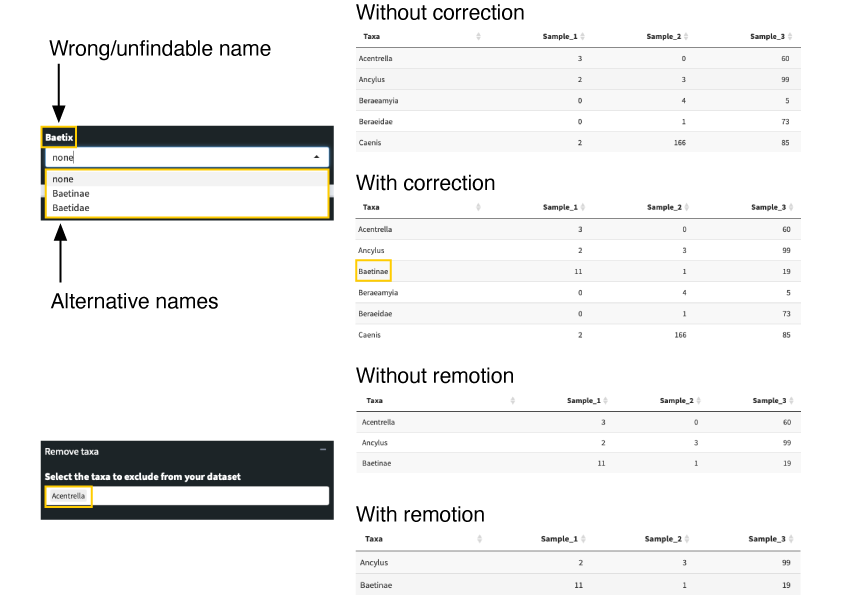 Wrong/unfindable name
Baetix
none
none
Baetinae
Baetidae
Alternative names
Remove taxa
Select the taxa to exclude from your dataset
Acentrella
Without correction
Taxa Sample_1 Sample_2 Sample_3
Acentrella 3 0 60
Ancylus 2 3 99
Beraeamyia 0 4 5
Beraeidae 0 1 73
Caenis 2 166 85
With correction
Taxa Sample_1 Sample_2 Sample_3
Acentrella 3 0 60
Ancylus 2 3 99
Baetinae 11 1 19
Beraeamyia 0 4 5
Beraeidae 0 1 73
Caenis 2 166 85
Without remotion
Taxa Sample_1 Sample_2 Sample_3
Acentrella 3 0 60
Ancylus 2 3 99
Baetinae 11 1 19
With remotion
Taxa Sample_1 Sample_2 Sample_3
Ancylus 2 3 99
Baetinae 11 1 19